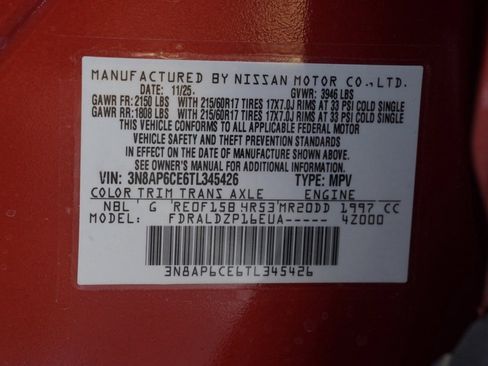 MANUFACTURED BY NISSAN MOTOR CO.,LTD.
DATE 11/25 GVWR: 3946 LBS
GAWR FR: 2150 LBS WITH 215/60R17 TIRES 17X7.0J RIMS AT 33 PSI COLD SINGLE
GAWR RR: 1808 LBS WITH 215/60R17 TIRES 17X7.0J RIMS AT 33 PSI COLD SINGLE
THIS VEHICLE CONFORMS TO ALL APPLICABLE FEDERAL MOTOR
VEHICLE SAFETY AND THEFT PREVENTION STANDARDS
IN EFFECT ON THE DATE OF MANUFACTURE SHOWN ABOVE.
SEE OWNER'S MANUAL FOR ADDITIONAL INFORMATION.
VIN: 3N8AP6CE6TL345426 TYPE: MPV
COLOR TRIM TRANS AXLE ENGINE
NBL G RE0F15B 4R53 MR20DD 1997 CC
MODEL: FDRALDZP16EUA----- 4Z000
3N8AP6CE6TL345426